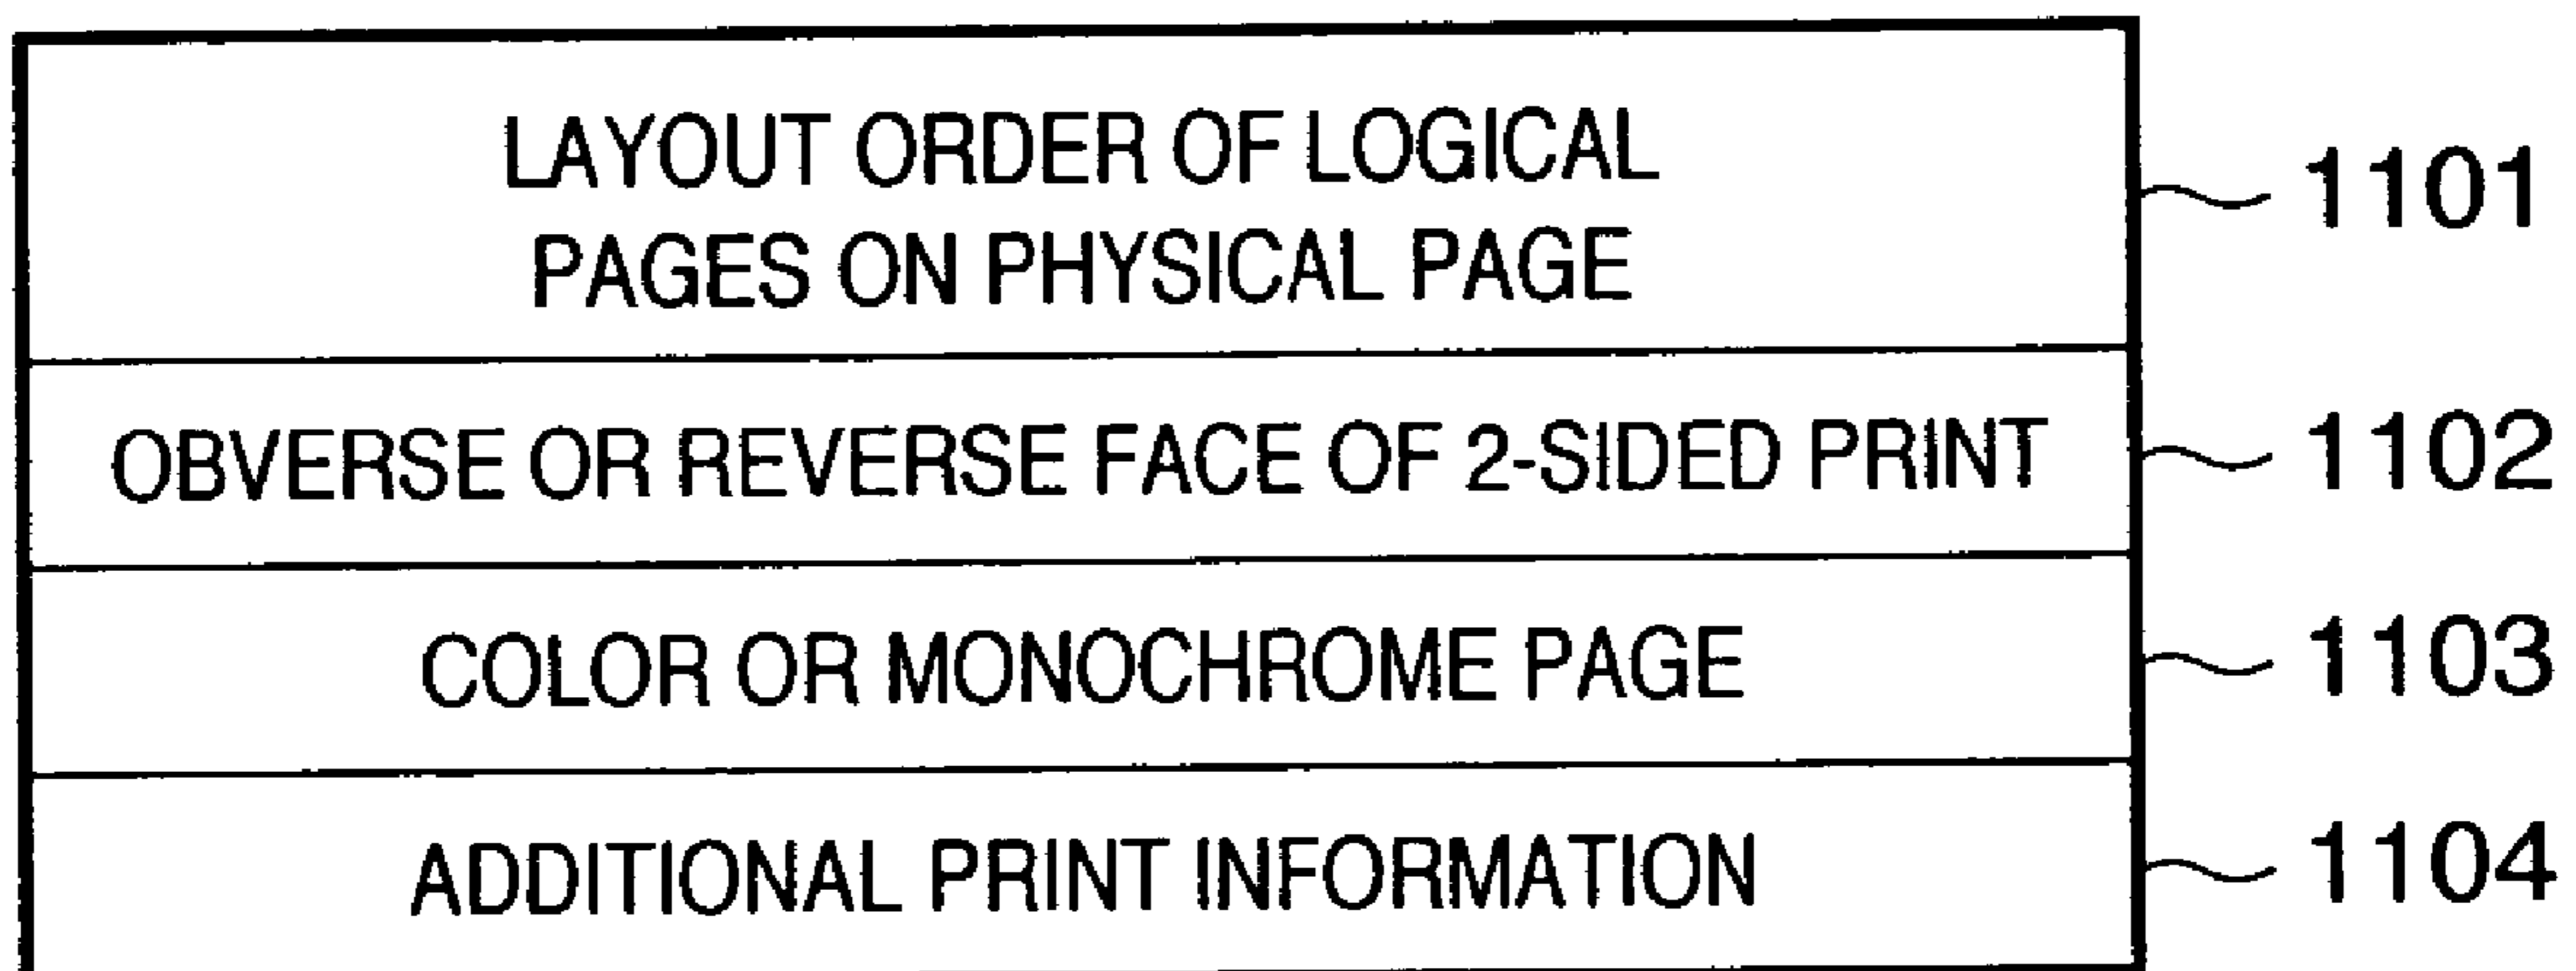 LAYOUT ORDER OF LOGICAL
PAGES ON PHYSICAL PAGE
1101
OBVERSE OR REVERSE FACE OF 2-SIDED PRINT
1102
COLOR OR MONOCHROME PAGE
1103
ADDITIONAL PRINT INFORMATION
1104